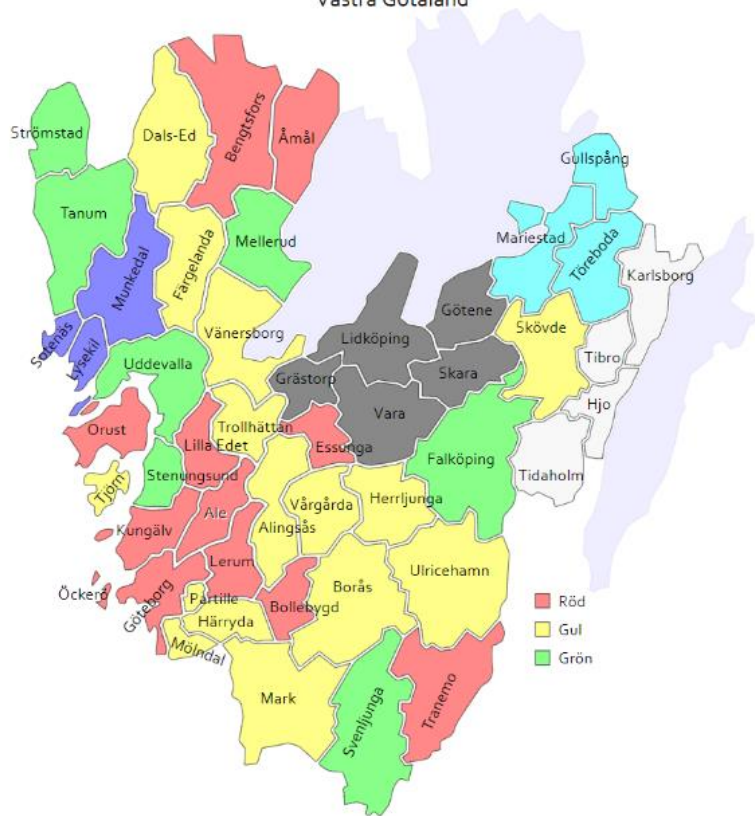 Västra Götaland
Strömstad
Dals-Ed
Bengtsfors
Åmål
Tanum
Munkedal
Färgelanda
Mellerud
Gullspång
Mariestad
Töreboda
Karlsborg
Sotenäs
Lysekil
Uddevalla
Vänersborg
Lidköping
Götene
Skövde
Tibro
Grästorp
Skara
Hjo
Orust
Lilla Edet
Trollhättan
Essunga
Vara
Falköping
Tidaholm
Tjörn
Stenungsund
Kungälv
Ale
Alingsås
Vårgårda
Herrljunga
Öckerö
Göteborg
Partille
Lerum
Bollebygd
Borås
Ulricehamn
Härryda
Mölndal
Mark
Svenljunga
Tranemo
Röd
Gul
Grön